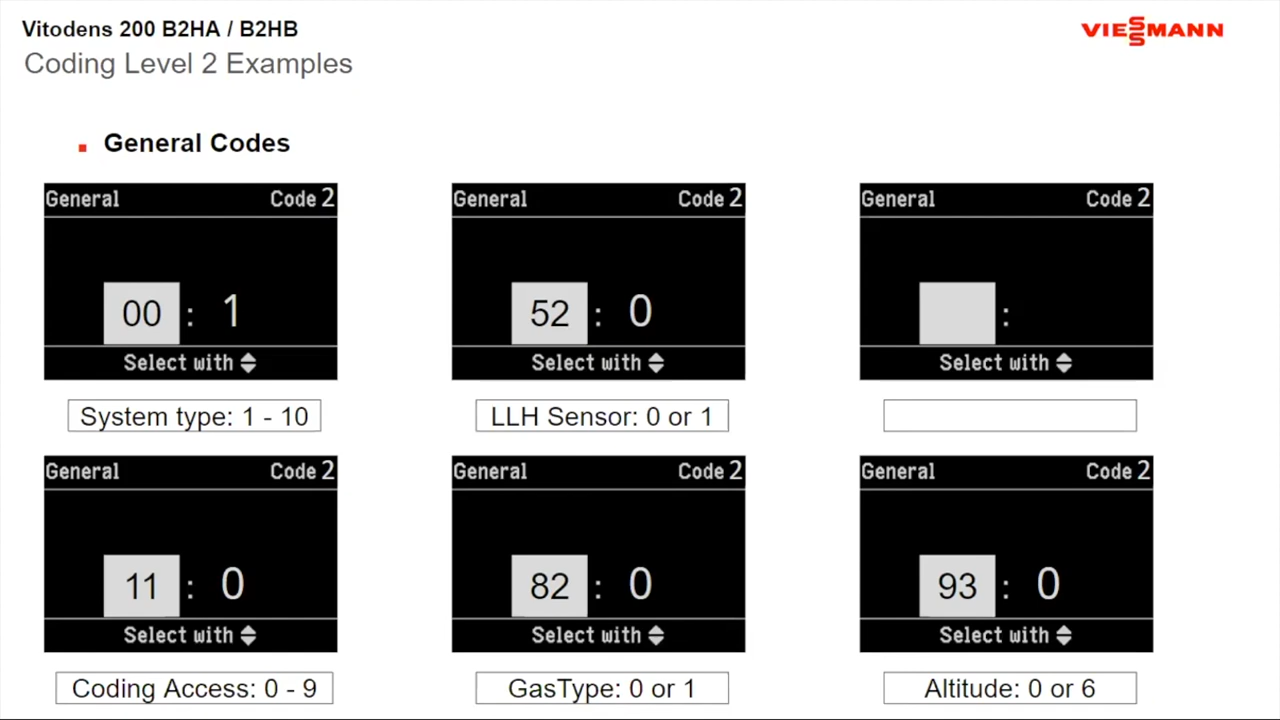 Vitodens 200 B2HA / B2HB
VIESSMANN
Coding Level 2 Examples
General Codes
General Code 2
00 : 1
Select with
System type: 1 - 10
General Code 2
52 : 0
Select with
LLH Sensor: 0 or 1
General Code 2
:
Select with
General Code 2
11 : 0
Select with
Coding Access: 0 - 9
General Code 2
82 : 0
Select with
GasType: 0 or 1
General Code 2
93 : 0
Select with
Altitude: 0 or 6